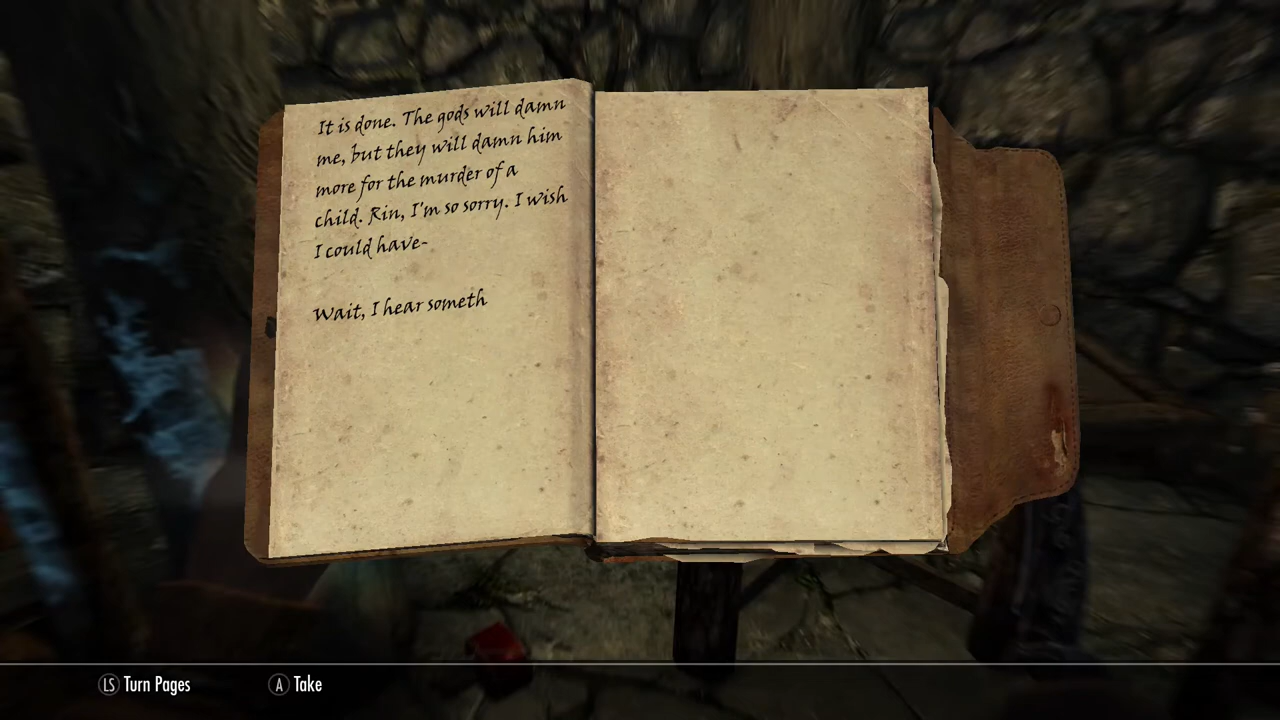 It is done. The gods will damn
me, but they will damn him
more for the murder of a
child. Rin, I'm so sorry. I wish
I could have-
Wait, I hear someth
LS Turn Pages
A Take